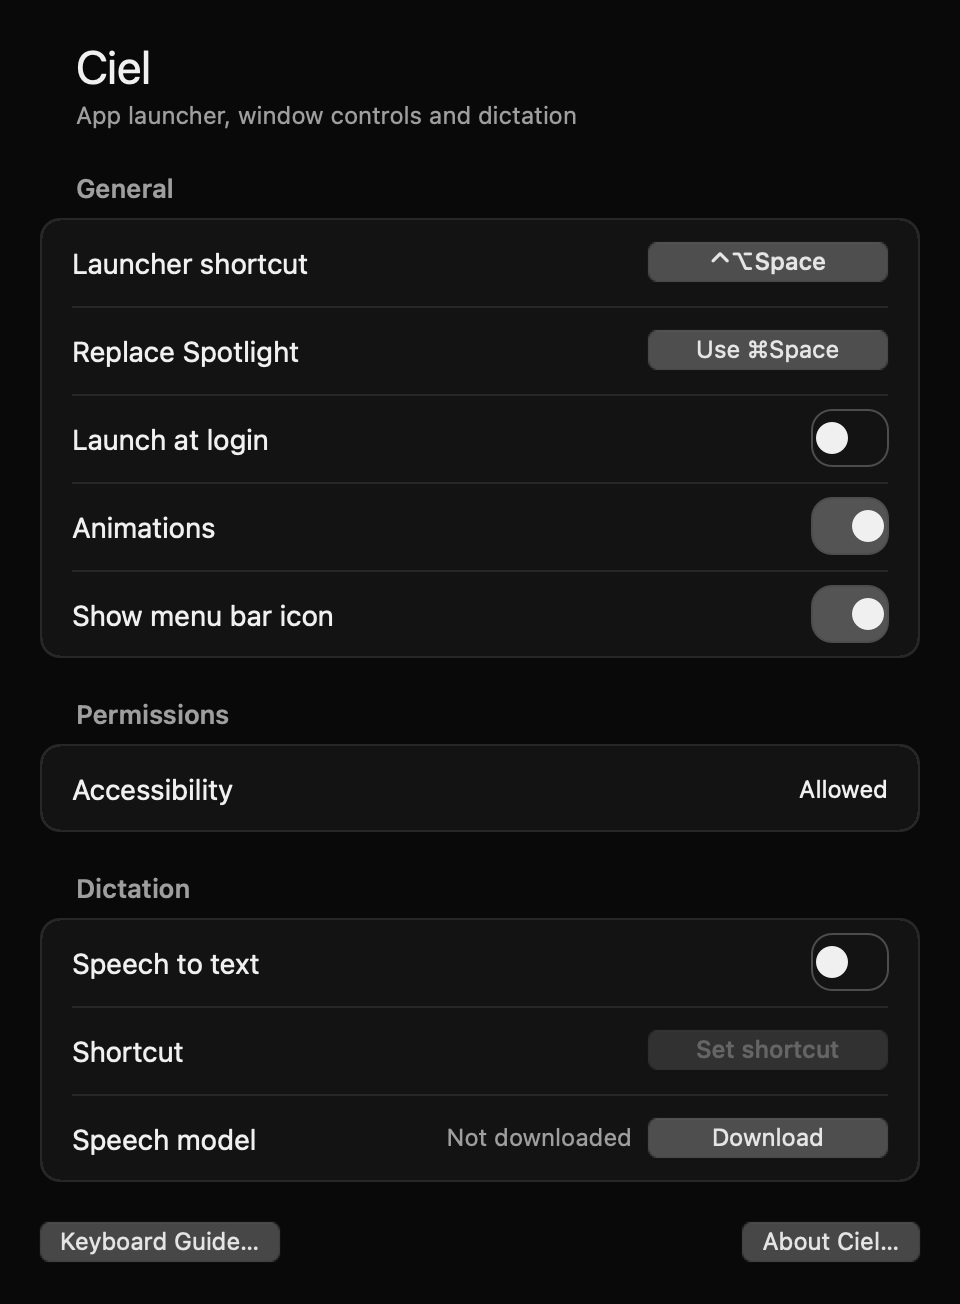 Ciel
App launcher, window controls and dictation
General
Launcher shortcut
^⌥Space
Replace Spotlight
Use ⌘Space
Launch at login
Animations
Show menu bar icon
Permissions
Accessibility
Allowed
Dictation
Speech to text
Shortcut
Set shortcut
Speech model
Not downloaded
Download
Keyboard Guide...
About Ciel...